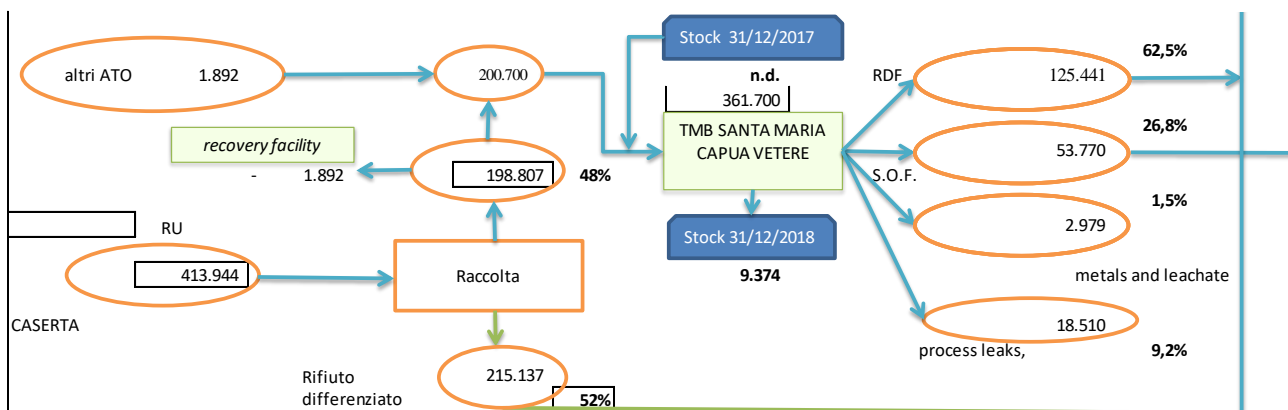 altri ATO 1.892
200.700
Stock 31/12/2017
n.d.
361.700
TMB SANTA MARIA
CAPUA VETERE
RDF
125.441
62,5%
26,8%
53.770
S.O.F.
1,5%
2.979
metals and leachate
18.510
process leaks,
9,2%
recovery facility
- 1.892
198.807
48%
Stock 31/12/2018
9.374
RU
413.944
Raccolta
CASERTA
Rifiuto
differenziato
215.137
52%